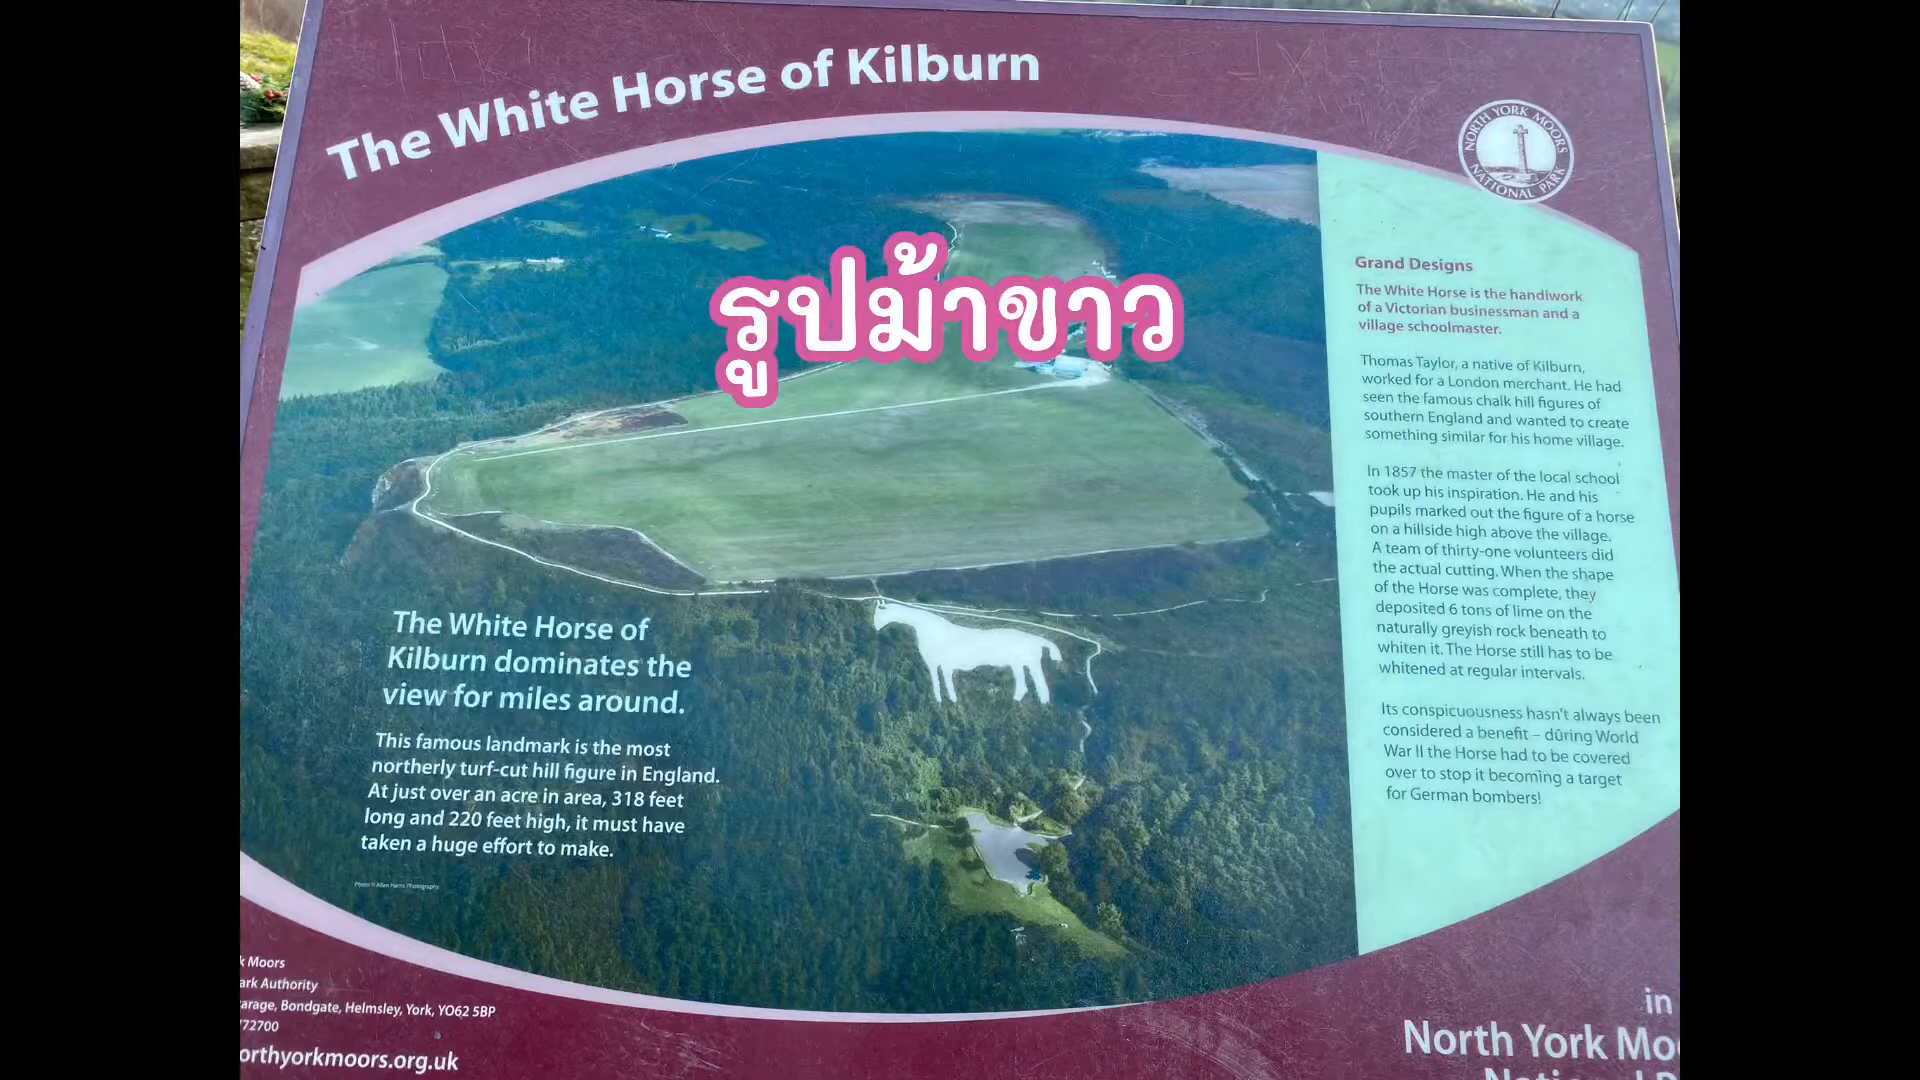 The White Horse of Kilburn
NORTH YORK MOORS
NATIONAL PARK
รูปม้าขาว
Grand Designs
The White Horse is the handiwork
of a Victorian businessman and a
village schoolmaster.
Thomas Taylor, a native of Kilburn,
worked for a London merchant. He had
seen the famous chalk hill figures of
southern England and wanted to create
something similar for his home village.
In 1857 the master of the local school
took up his inspiration. He and his
pupils marked out the figure of a horse
on a hillside high above the village.
A team of thirty-one volunteers did
the actual cutting. When the shape
of the Horse was complete, they
deposited 6 tons of lime on the
naturally greyish rock beneath to
whiten it. The Horse still has to be
whitened at regular intervals.
Its conspicuousness hasn't always been
considered a benefit – during World
War II the Horse had to be covered
over to stop it becoming a target
for German bombers!
The White Horse of
Kilburn dominates the
view for miles around.
This famous landmark is the most
northerly turf-cut hill figure in England.
At just over an acre in area, 318 feet
long and 220 feet high, it must have
taken a huge effort to make.
Photo © Allan Harris Photography
k Moors
ark Authority
arage, Bondgate, Helmsley, York, YO62 5BP
72700
orthyorkmoors.org.uk
in
North York Mo